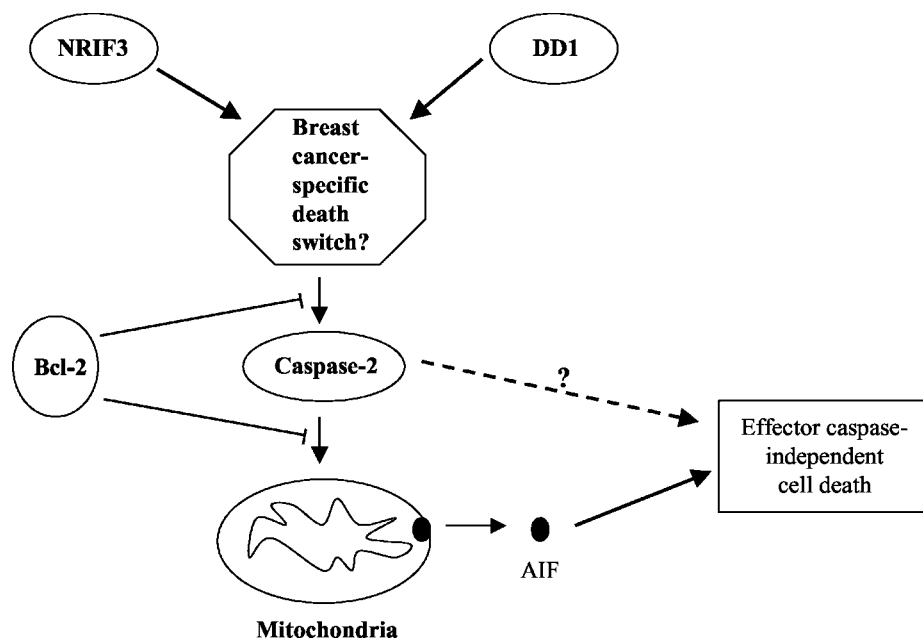 NRIF3
DD1
Breast
cancer-
specific
death
switch?
Bcl-2
Caspase-2
?
Effector caspase-
independent
cell death
AIF
Mitochondria